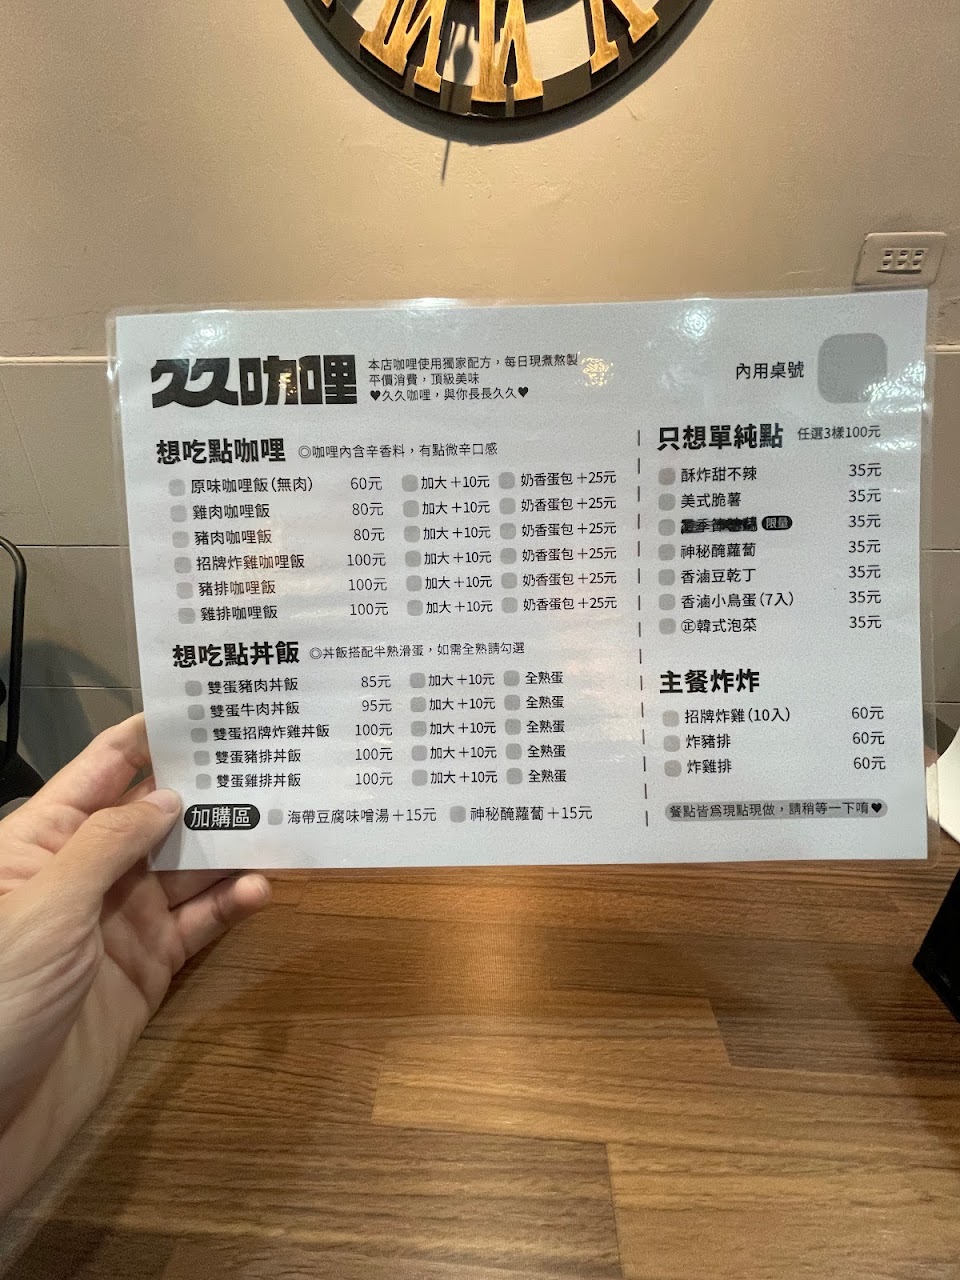 久久咖哩
本店咖哩使用獨家配方，每日現煮熬製
平價消費，頂級美味
♥久久咖哩，與你長長久久♥
內用桌號
想吃點咖哩 ◎咖哩內含辛香料，有點微辛口感
原味咖哩飯(無肉) 60元 加大+10元 奶香蛋包+25元
雞肉咖哩飯 80元 加大+10元 奶香蛋包+25元
豬肉咖哩飯 80元 加大+10元 奶香蛋包+25元
招牌炸雞咖哩飯 100元 加大+10元 奶香蛋包+25元
豬排咖哩飯 100元 加大+10元 奶香蛋包+25元
雞排咖哩飯 100元 加大+10元 奶香蛋包+25元
想吃點丼飯 ◎丼飯搭配半熟滑蛋，如需全熟請勾選
雙蛋豬肉丼飯 85元 加大+10元 全熟蛋
雙蛋牛肉丼飯 95元 加大+10元 全熟蛋
雙蛋招牌炸雞丼飯 100元 加大+10元 全熟蛋
雙蛋豬排丼飯 100元 加大+10元 全熟蛋
雙蛋雞排丼飯 100元 加大+10元 全熟蛋
加購區 海帶豆腐味噌湯+15元 神秘醃蘿蔔+15元
只想單純點 任選3樣100元
酥炸甜不辣 35元
美式脆薯 35元
限量 35元
神秘醃蘿蔔 35元
香滷豆乾丁 35元
香滷小鳥蛋(7入) 35元
㊣韓式泡菜 35元
主餐炸炸
招牌炸雞(10入) 60元
炸豬排 60元
炸雞排 60元
餐點皆為現點現做，請稍等一下唷♥